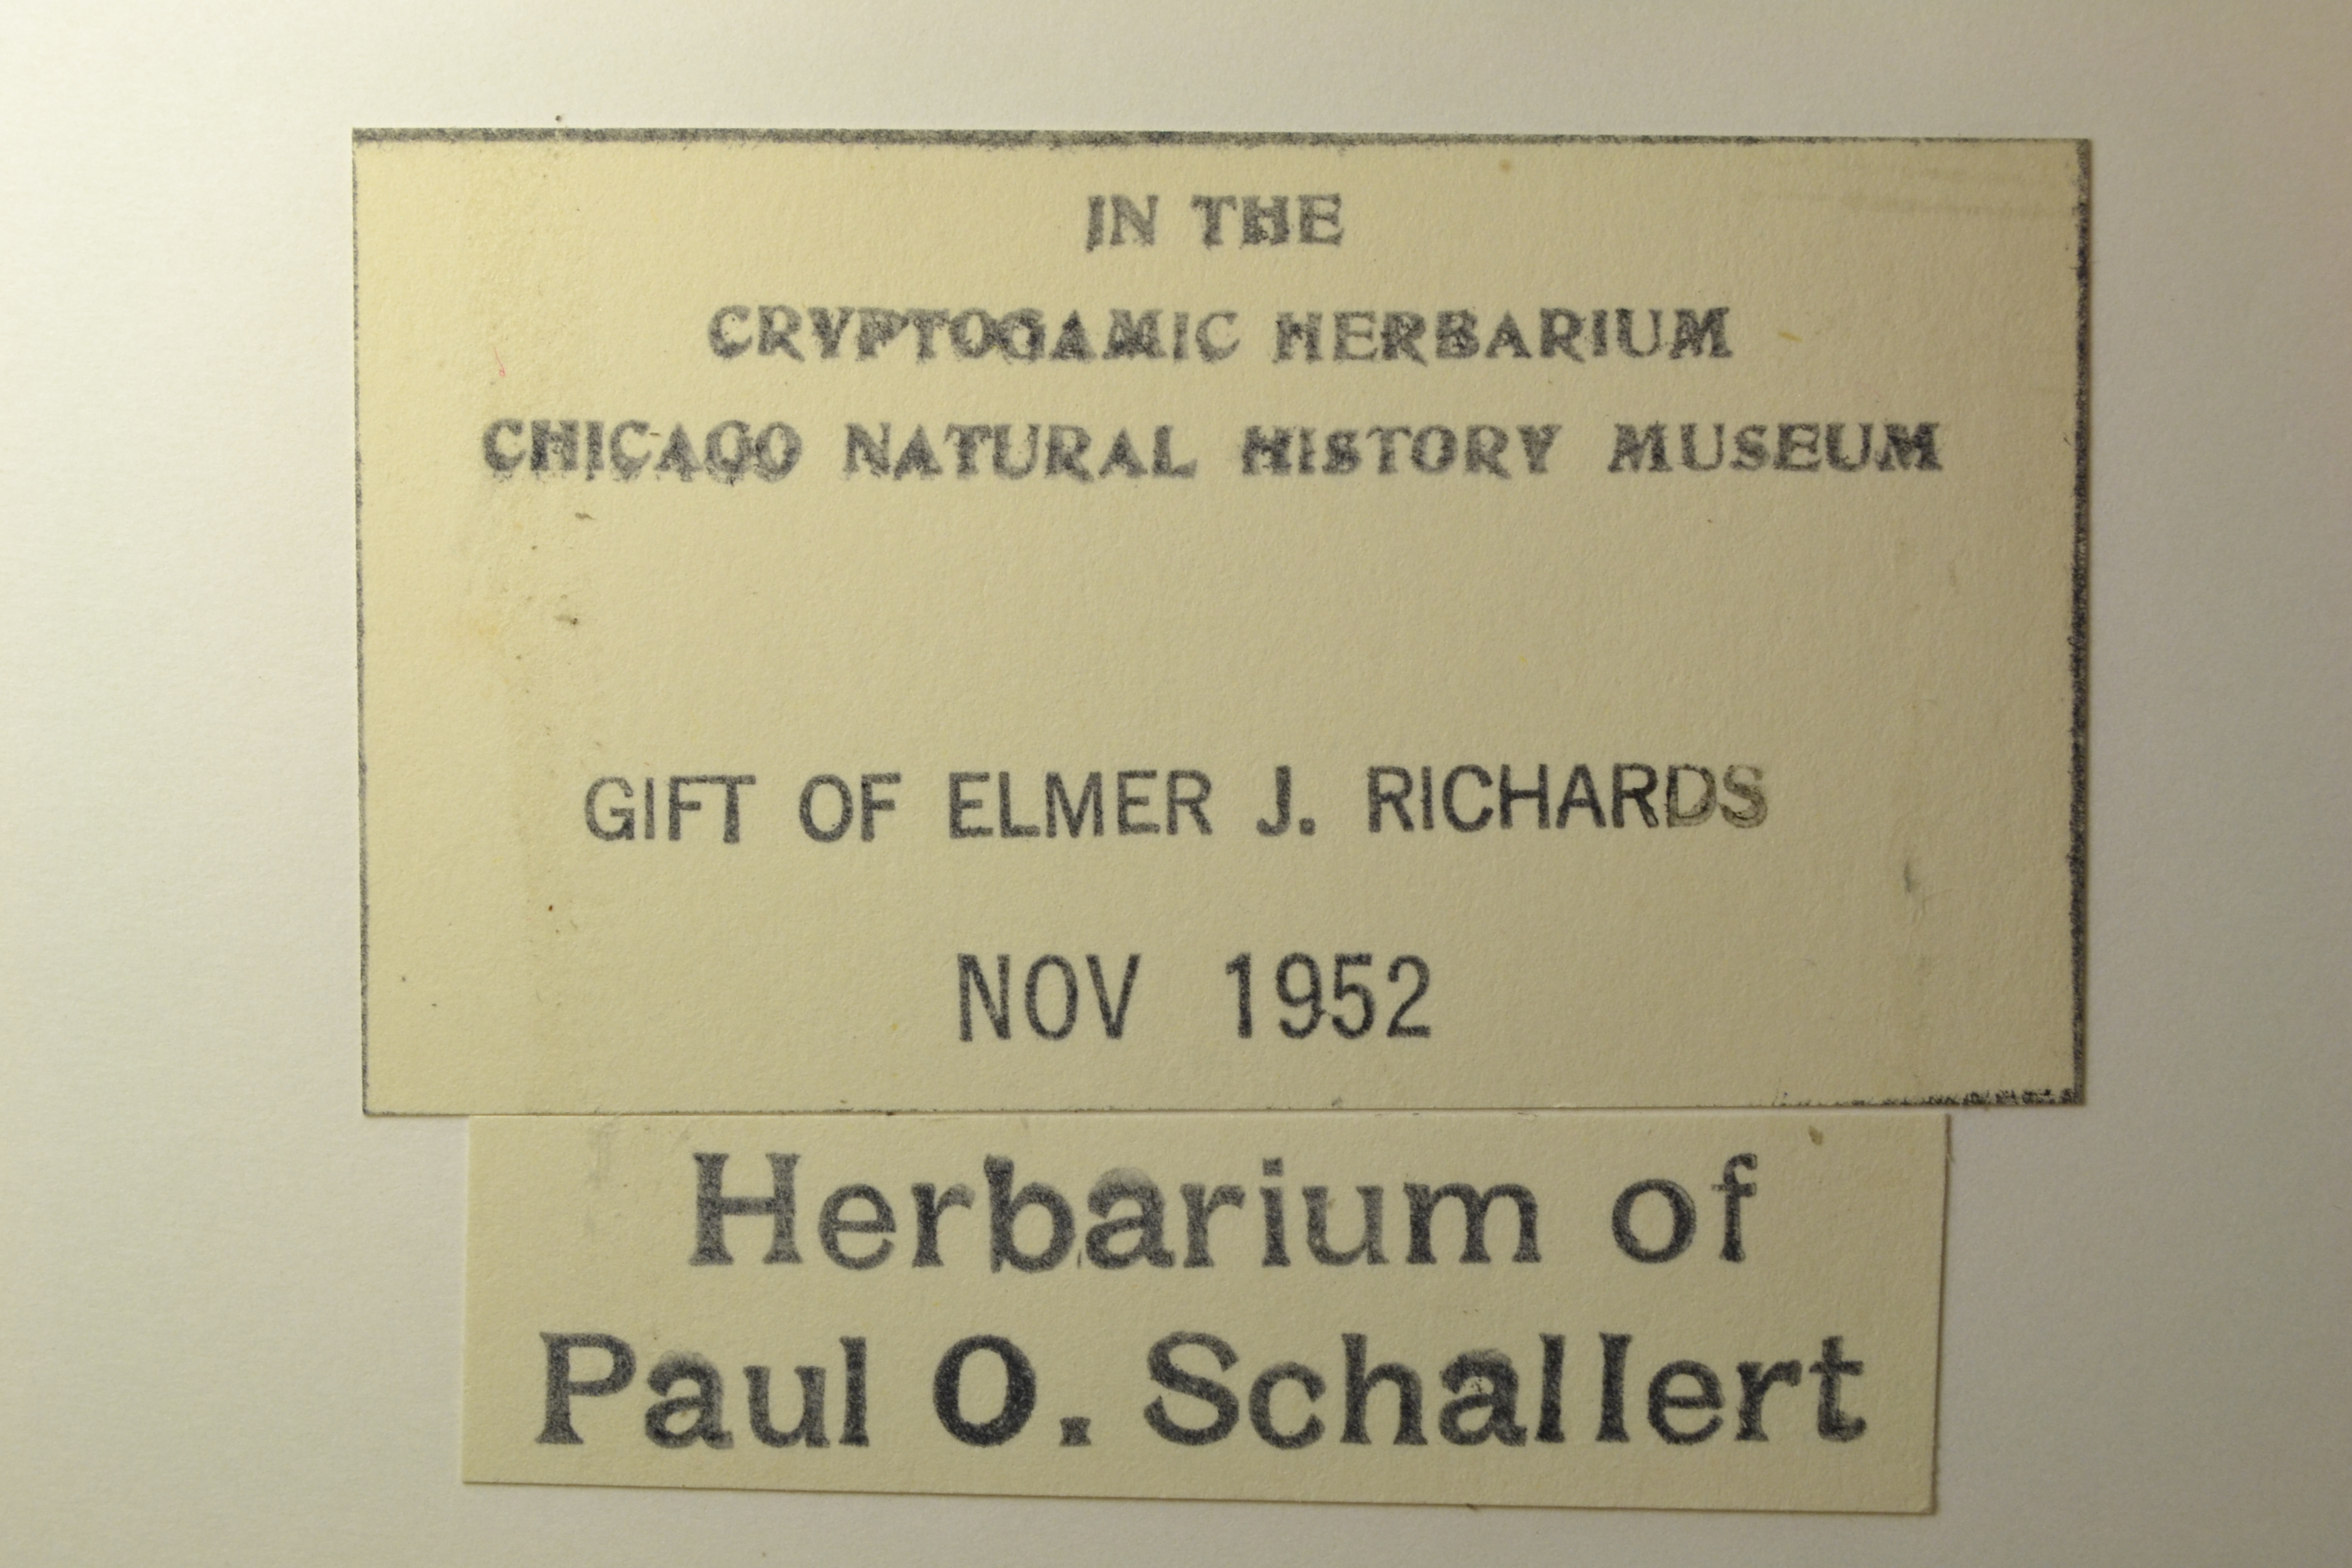 IN THE
CRYPTOGAMIC HERBARIUM
CHICAGO NATURAL HISTORY MUSEUM
GIFT OF ELMER J. RICHARDS
NOV 1952
Herbarium of
Paul O. Schallert